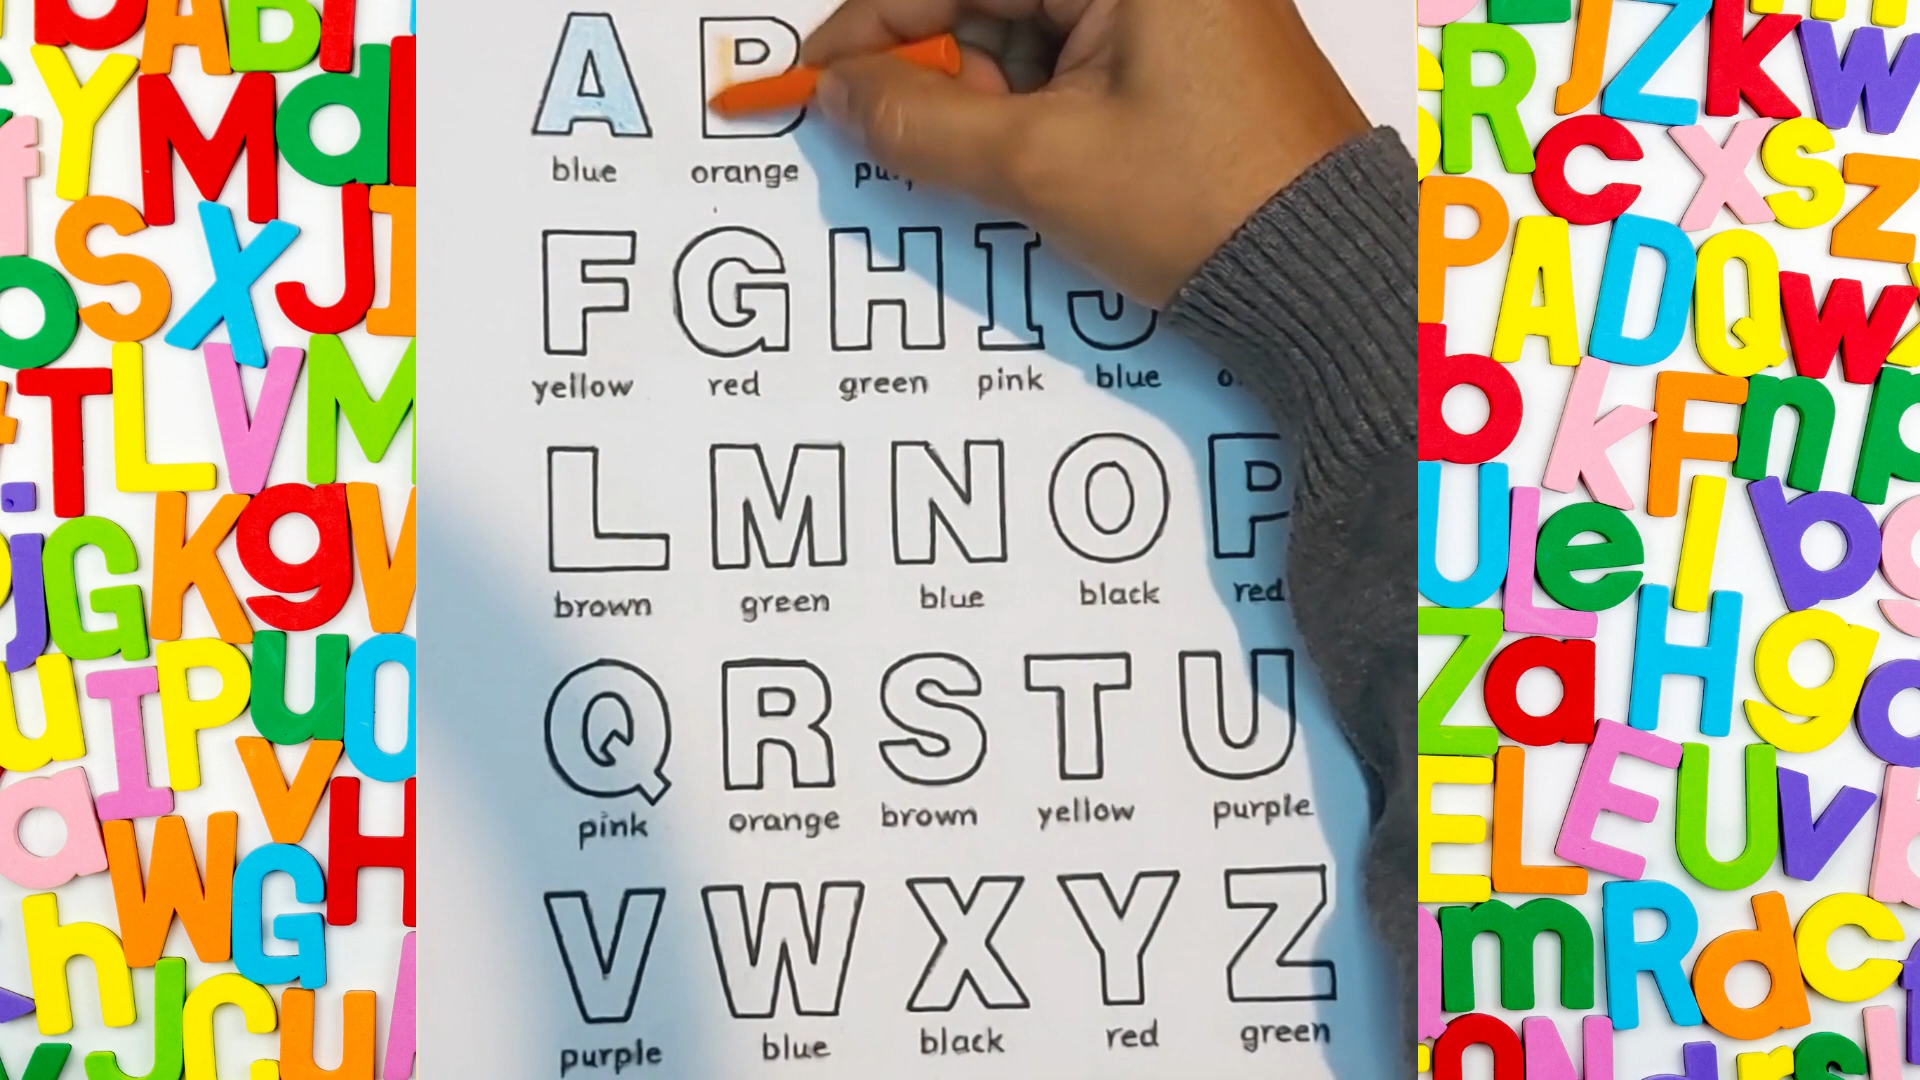 A B
blue orange
F G H I J
yellow red green pink blue
L M N O P
brown green blue black red
Q R S T U
pink orange brown yellow purple
V W X Y Z
purple blue black red green